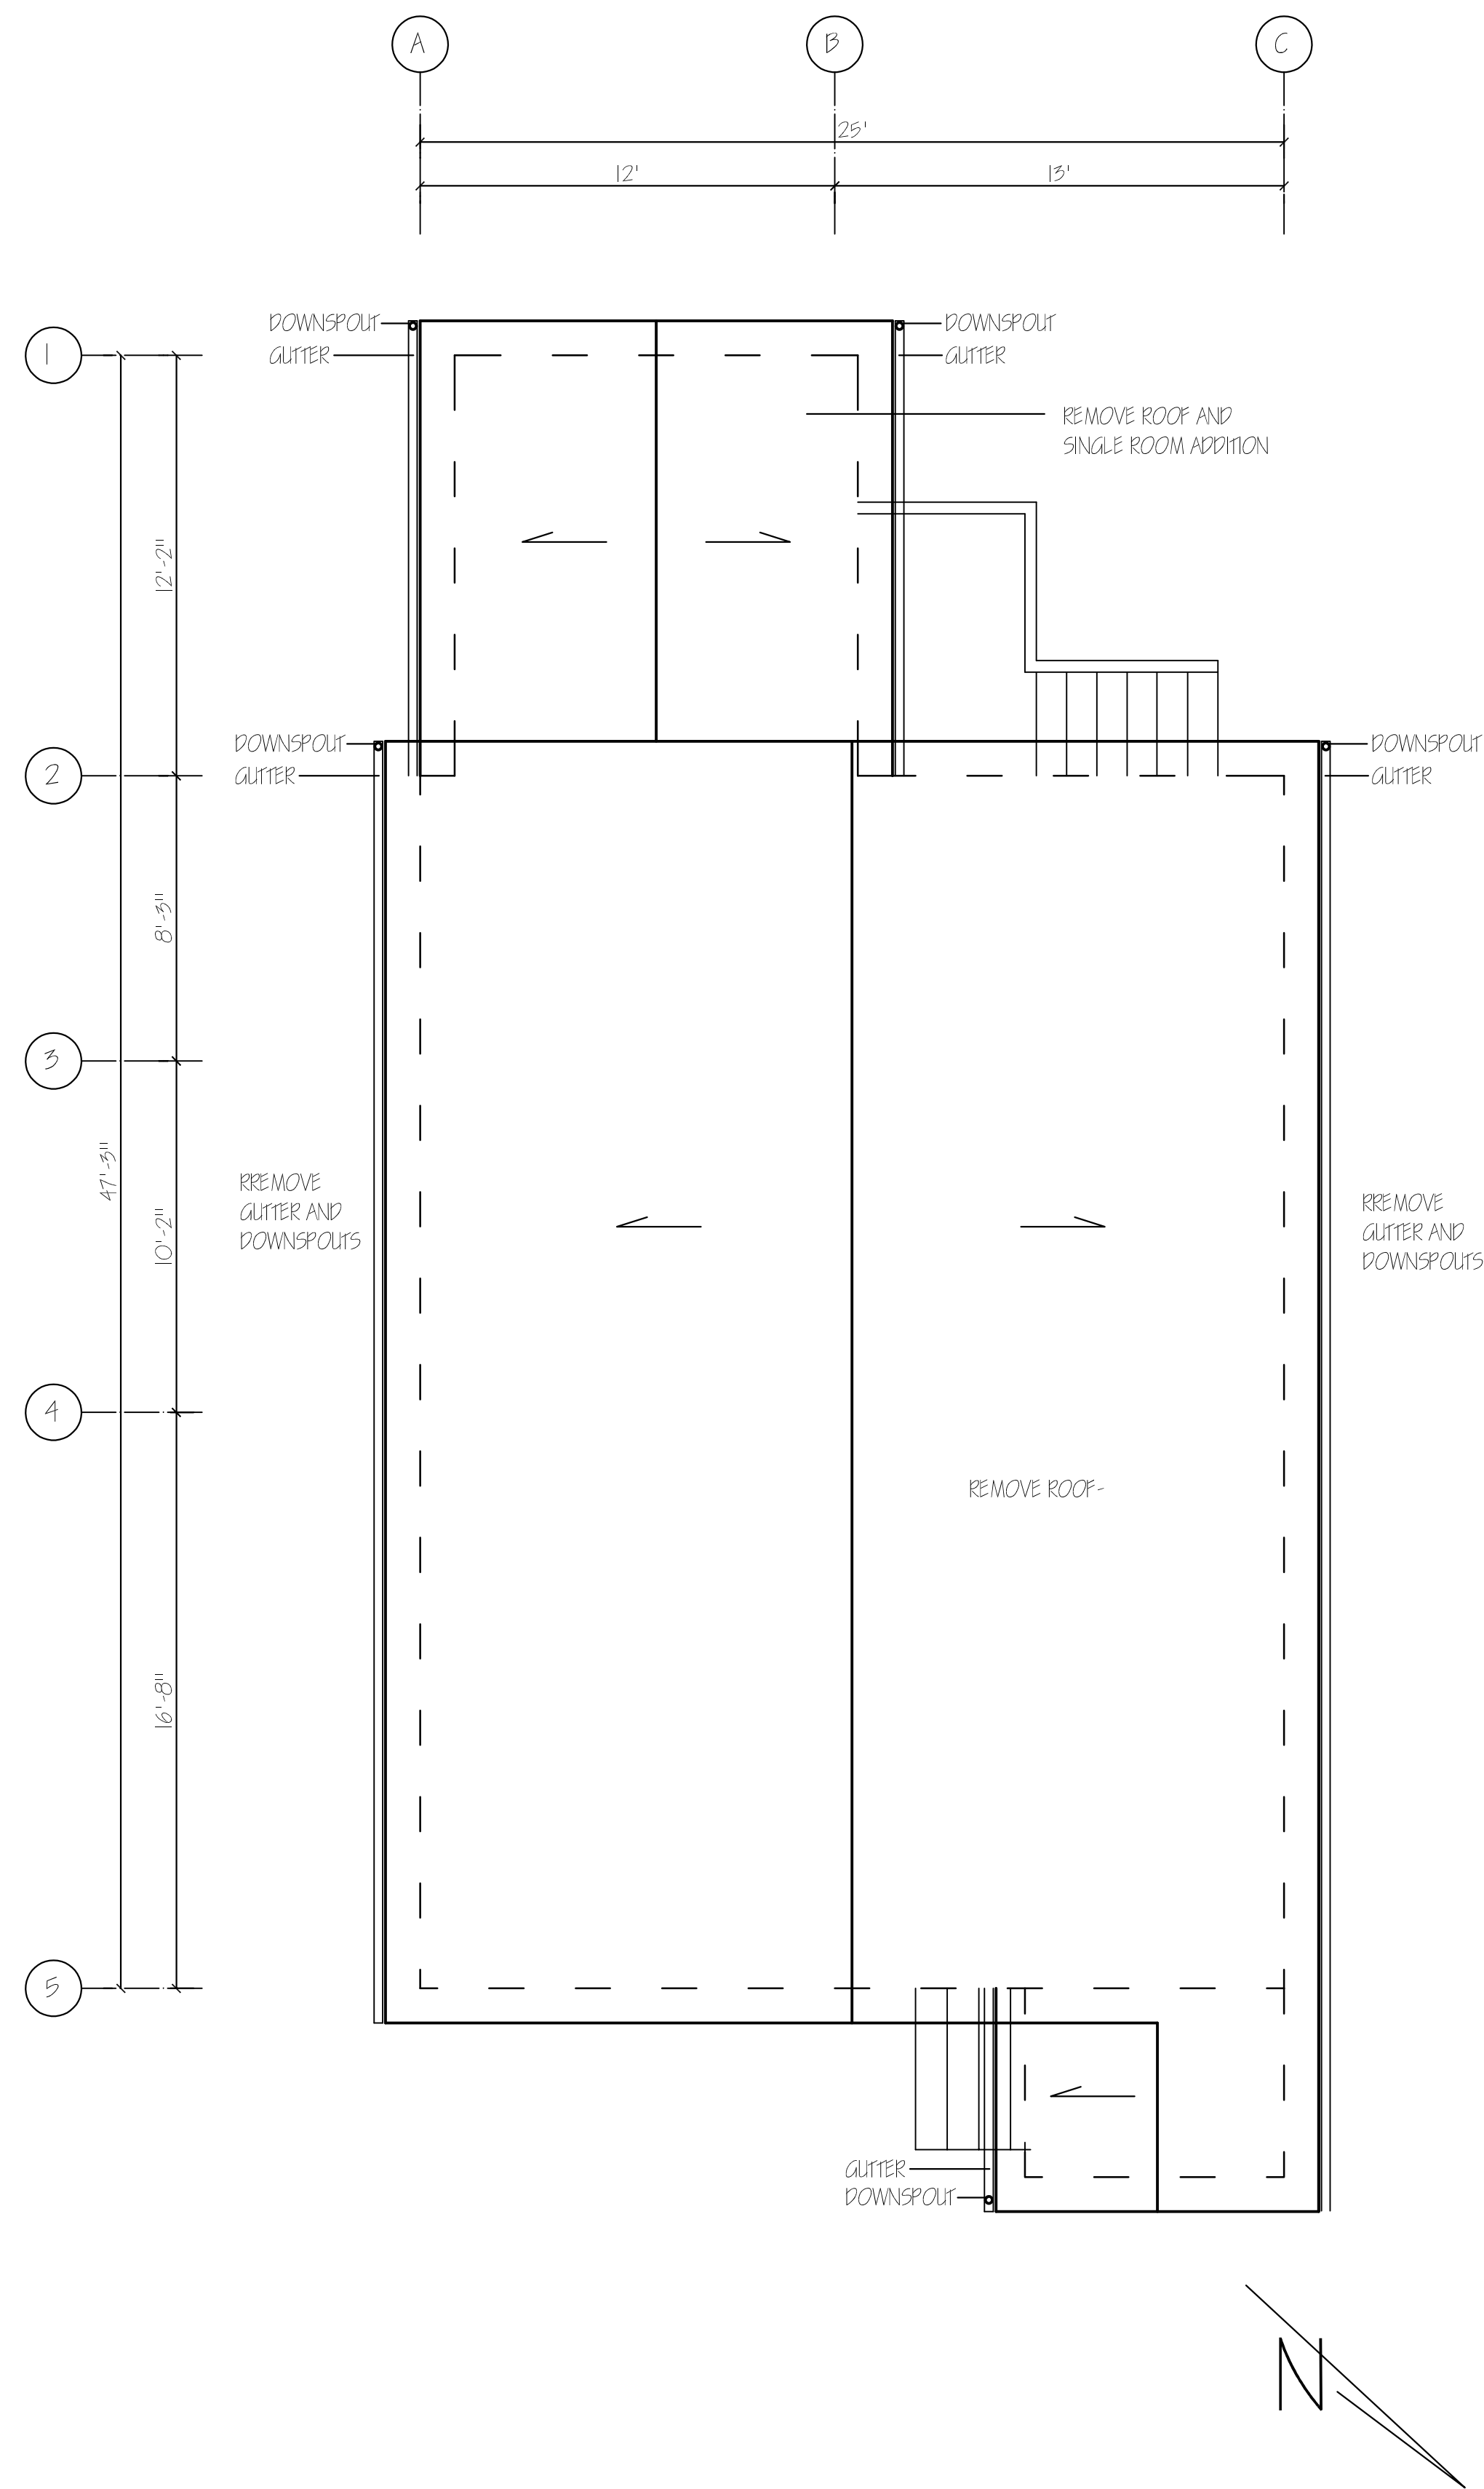 A
B
C
25'
12'
13'
DOWNSPOUT
DOWNSPOUT
1
GUTTER
GUTTER
REMOVE ROOF AND
SINGLE ROOM ADDITION
12'-2"
DOWNSPOUT
DOWNSPOUT
2
GUTTER
GUTTER
8'-3"
3
47'-3"
RREMOVE
GUTTER AND
DOWNSPOUTS
RREMOVE
GUTTER AND
DOWNSPOUTS
10'-2"
4
REMOVE ROOF-
16'-8"
5
GUTTER
DOWNSPOUT
N